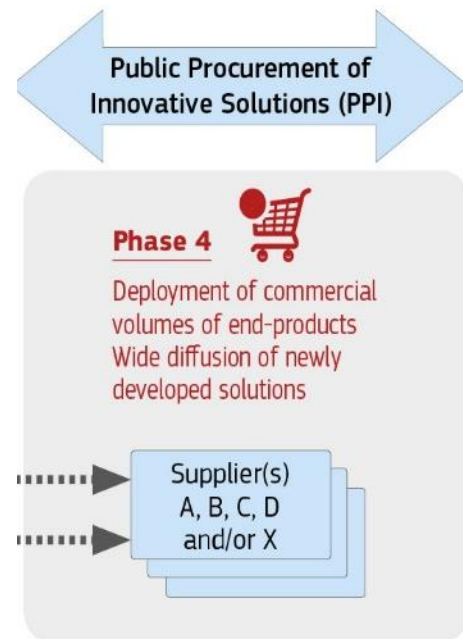 Public Procurement of
Innovative Solutions (PPI)
Phase 4
Deployment of commercial
volumes of end-products
Wide diffusion of newly
developed solutions
Supplier(s)
A, B, C, D
and/or X